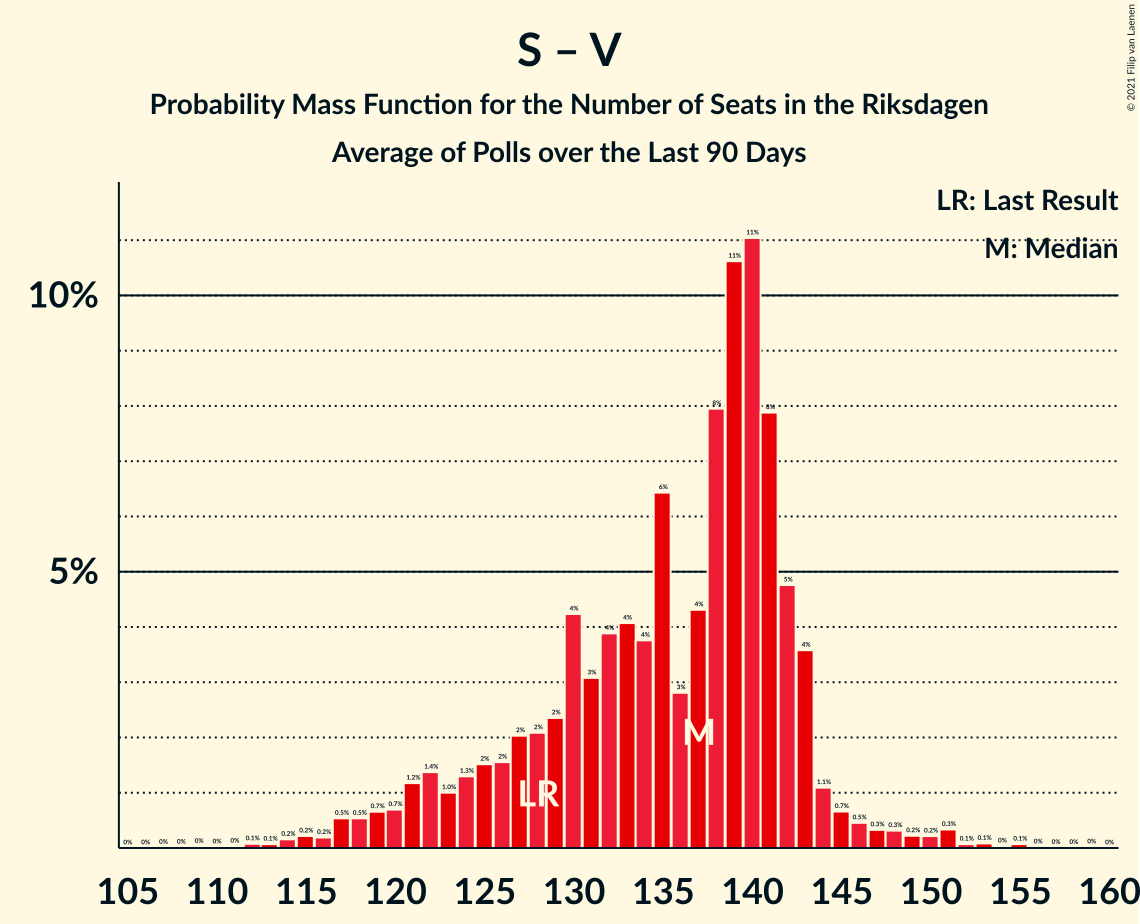 S – V
Probability Mass Function for the Number of Seats in the Riksdagen
Average of Polls over the Last 90 Days
© 2021 Filip van Laenen
LR: Last Result
M: Median
10%
5%
0% 0% 0% 0% 0% 0% 0% 0.1% 0.1% 0.2% 0.2% 0.2% 0.5% 0.5% 0.7% 0.7% 1.2% 1.4% 1.0% 1.3% 2% 2% 2% 2% 2% 4% 3% 4% 4% 4% 6% 3% 4% 8% 11% 11% 8% 5% 4% 1.1% 0.7% 0.5% 0.3% 0.3% 0.2% 0.2% 0.3% 0.1% 0.1% 0% 0.1% 0% 0% 0% 0% 0%
M
LR
105 110 115 120 125 130 135 140 145 150 155 160